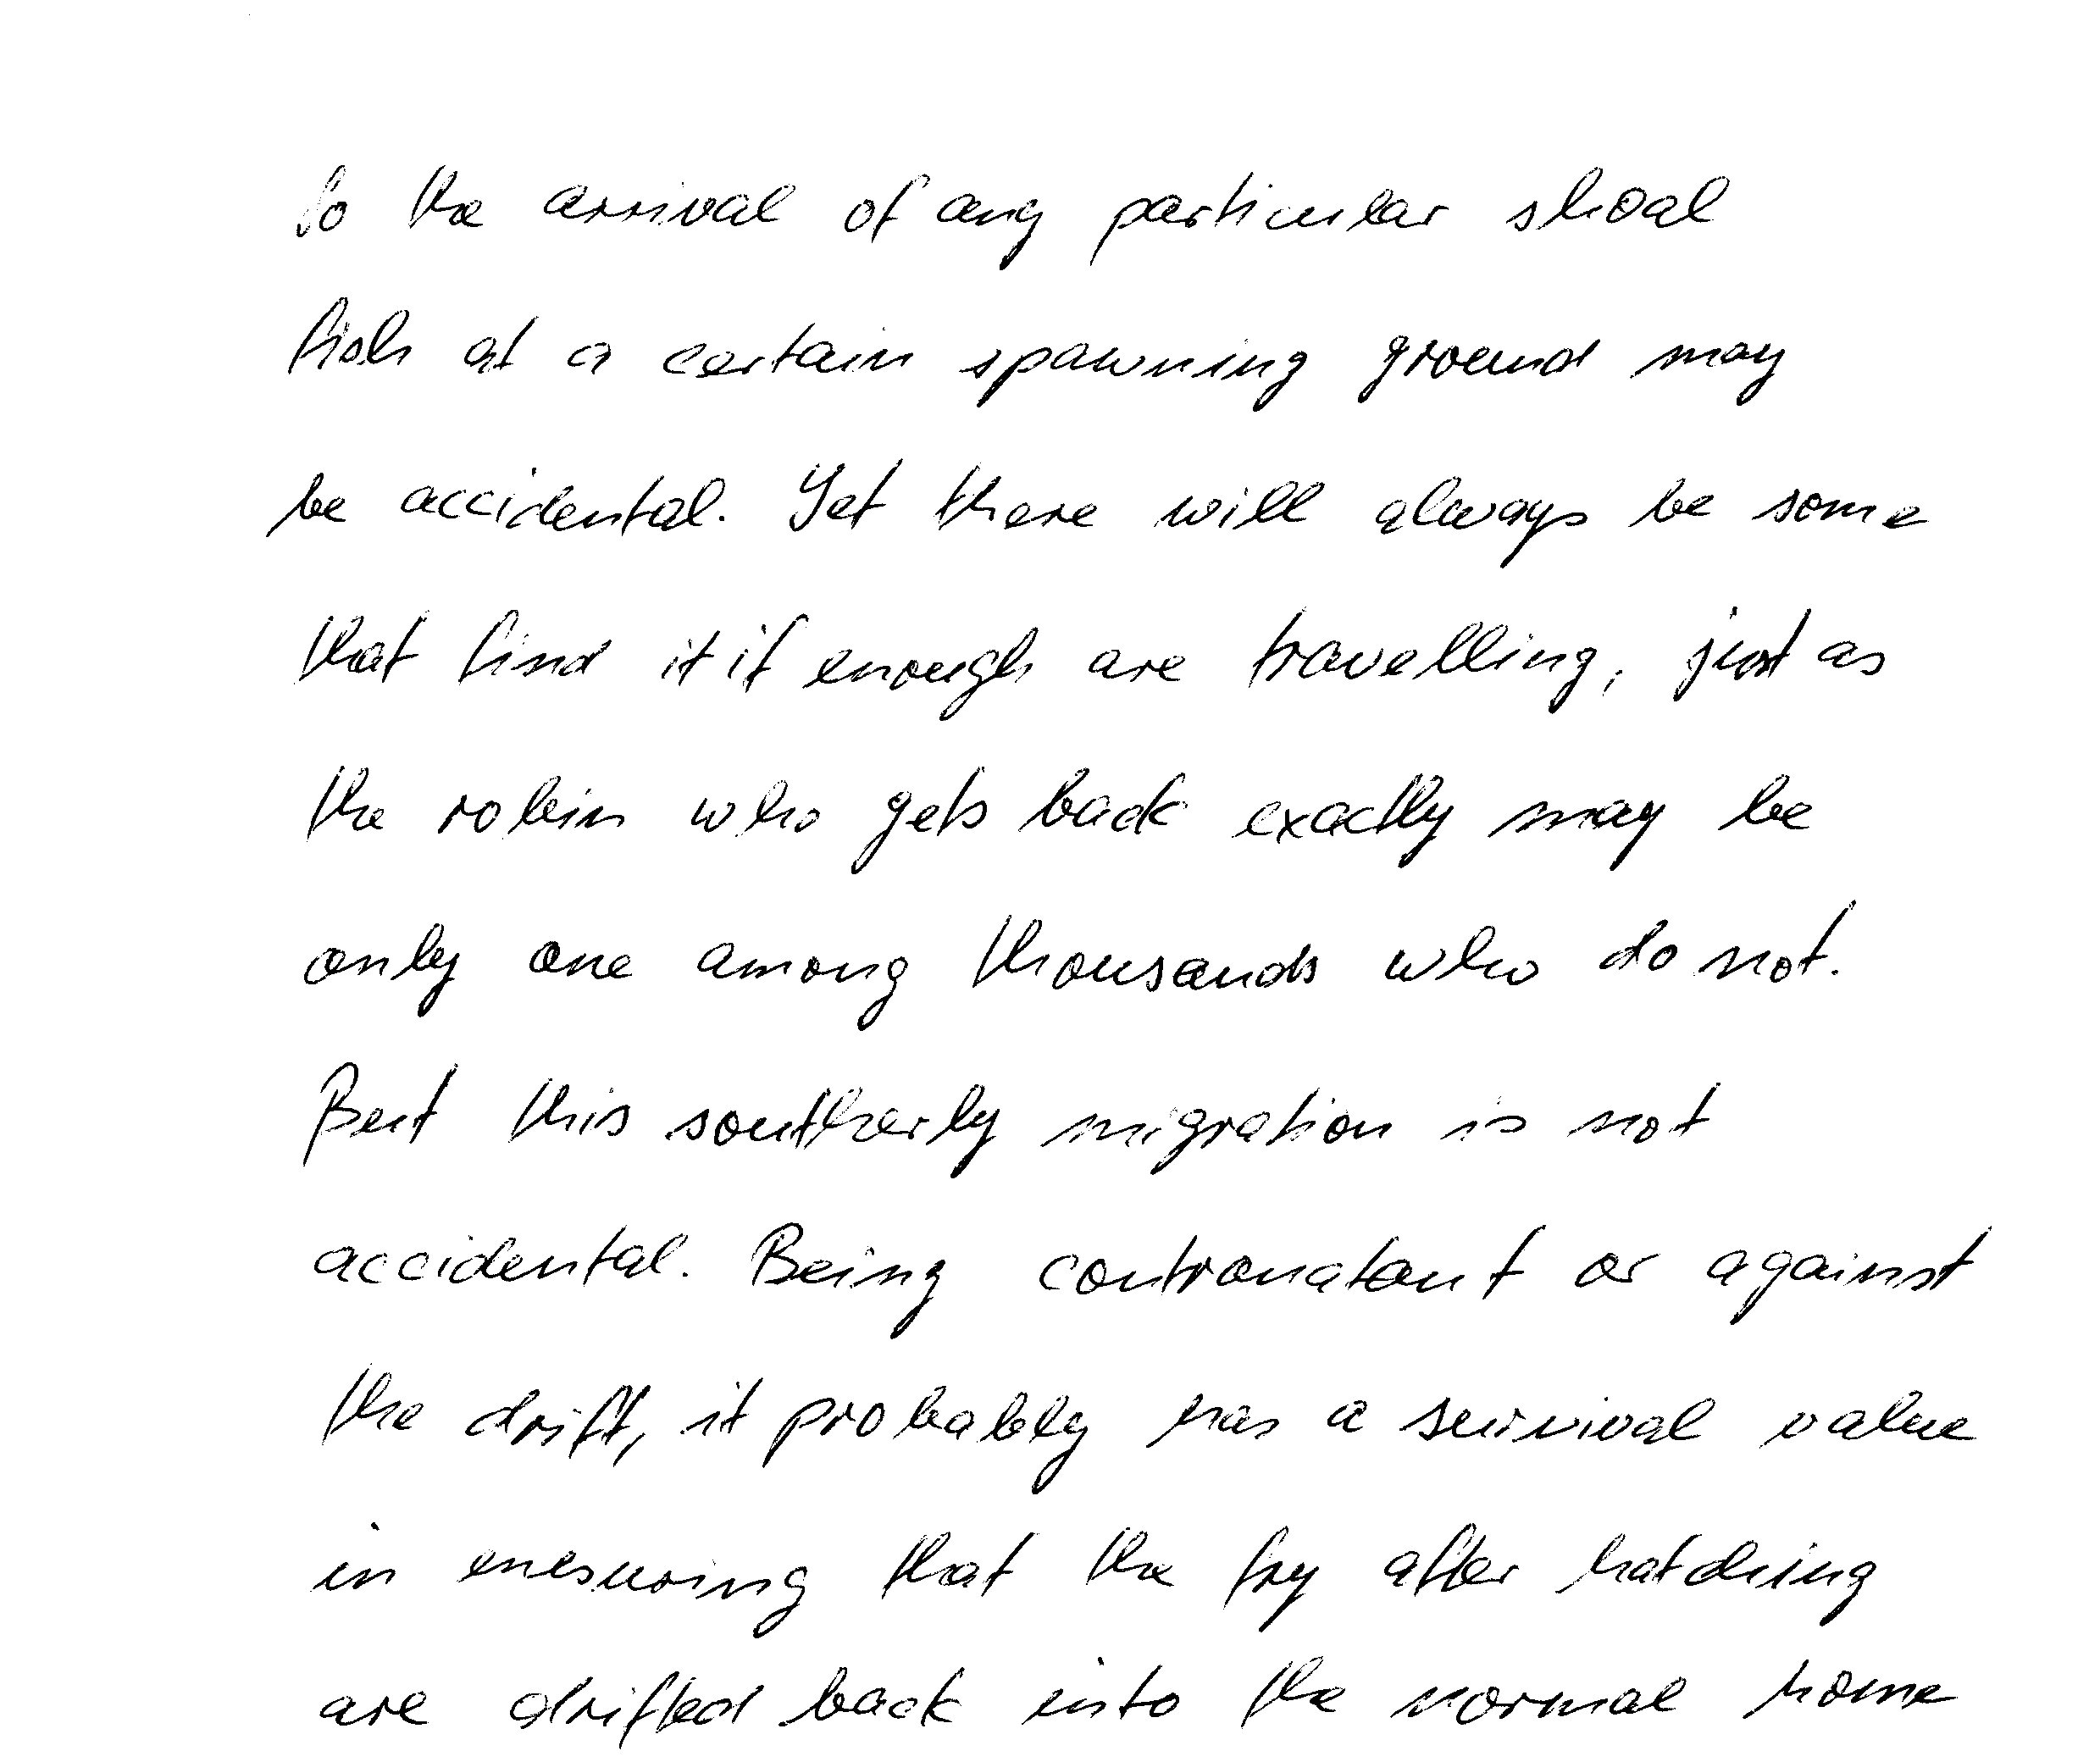 So the arrival of any particular shoal
fish at a certain spawning ground may
be accidental. Yet there will always be some
that find it if enough are travelling, just as
the robin who gets back exactly may be
only one among thousands who do not.
But this southerly migration is not
accidental. Being contranatant or against
the drift, it probably has a survival value
in enesuring that the fry after hatching
are drifted back into the normal home